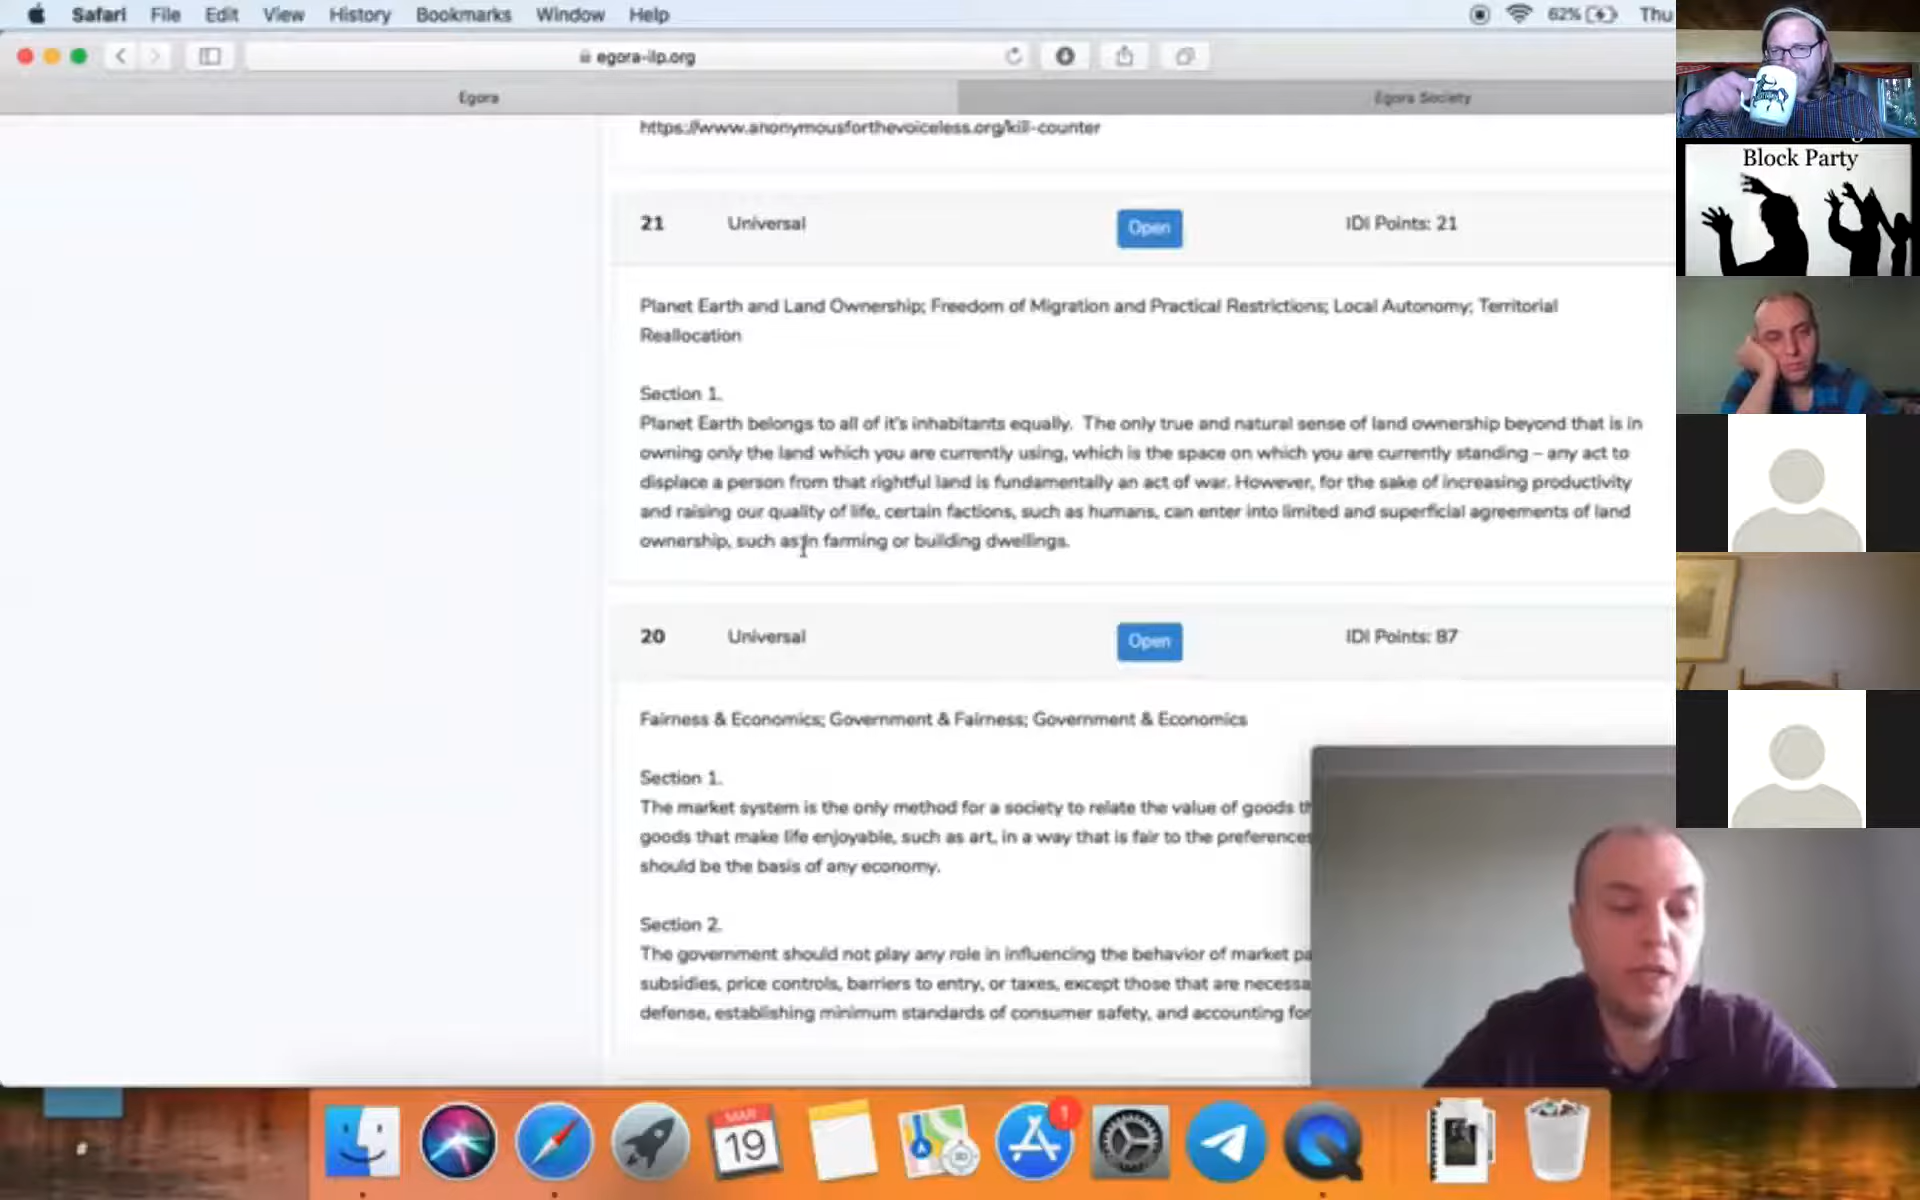 Safari File Edit View History Bookmarks Window Help 62% Thu
egora-ilp.org
Egora Egora Society
https://www.anonymousforthevoiceless.org/kill-counter
21 Universal Open IDI Points: 21
Planet Earth and Land Ownership; Freedom of Migration and Practical Restrictions; Local Autonomy; Territorial
Reallocation
Section 1.
Planet Earth belongs to all of it's inhabitants equally. The only true and natural sense of land ownership beyond that is in
owning only the land which you are currently using, which is the space on which you are currently standing – any act to
displace a person from that rightful land is fundamentally an act of war. However, for the sake of increasing productivity
and raising our quality of life, certain factions, such as humans, can enter into limited and superficial agreements of land
ownership, such as in farming or building dwellings.
20 Universal Open IDI Points: 87
Fairness & Economics; Government & Fairness; Government & Economics
Section 1.
The market system is the only method for a society to relate the value of goods th
goods that make life enjoyable, such as art, in a way that is fair to the preferences
should be the basis of any economy.
Section 2.
The government should not play any role in influencing the behavior of market pa
subsidies, price controls, barriers to entry, or taxes, except those that are necessa
defense, establishing minimum standards of consumer safety, and accounting for
Block Party
MAR
19
1
3D